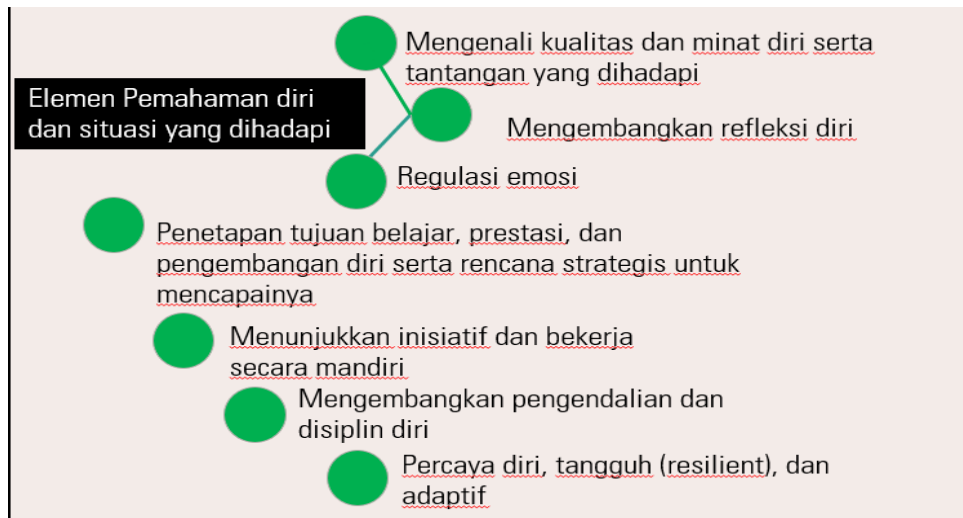 Mengenali kualitas dan minat diri serta
tantangan yang dihadapi
Elemen Pemahaman diri
dan situasi yang dihadapi
Mengembangkan refleksi diri
Regulasi emosi
Penetapan tujuan belajar, prestasi, dan
pengembangan diri serta rencana strategis untuk
mencapainya
Menunjukkan inisiatif dan bekerja
secara mandiri
Mengembangkan pengendalian dan
disiplin diri
Percaya diri, tangguh (resilient), dan
adaptif